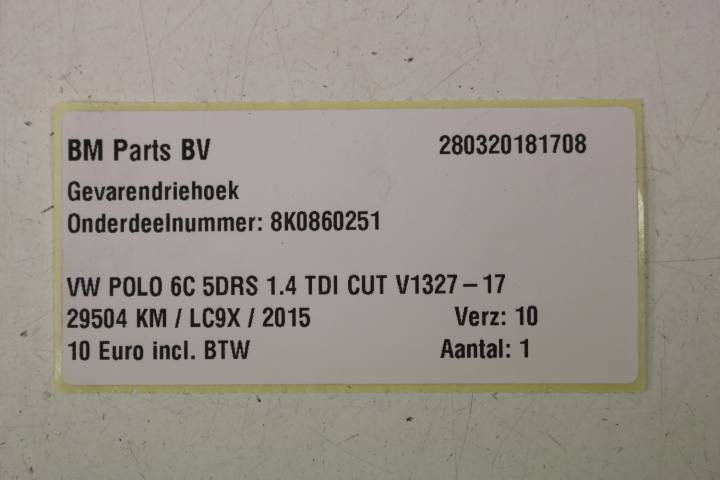 BM Parts BV 280320181708
Gevarendriehoek
Onderdeelnummer: 8K0860251
VW POLO 6C 5DRS 1.4 TDI CUT V1327-17
29504 KM / LC9X / 2015 Verz: 10
10 Euro incl. BTW Aantal: 1